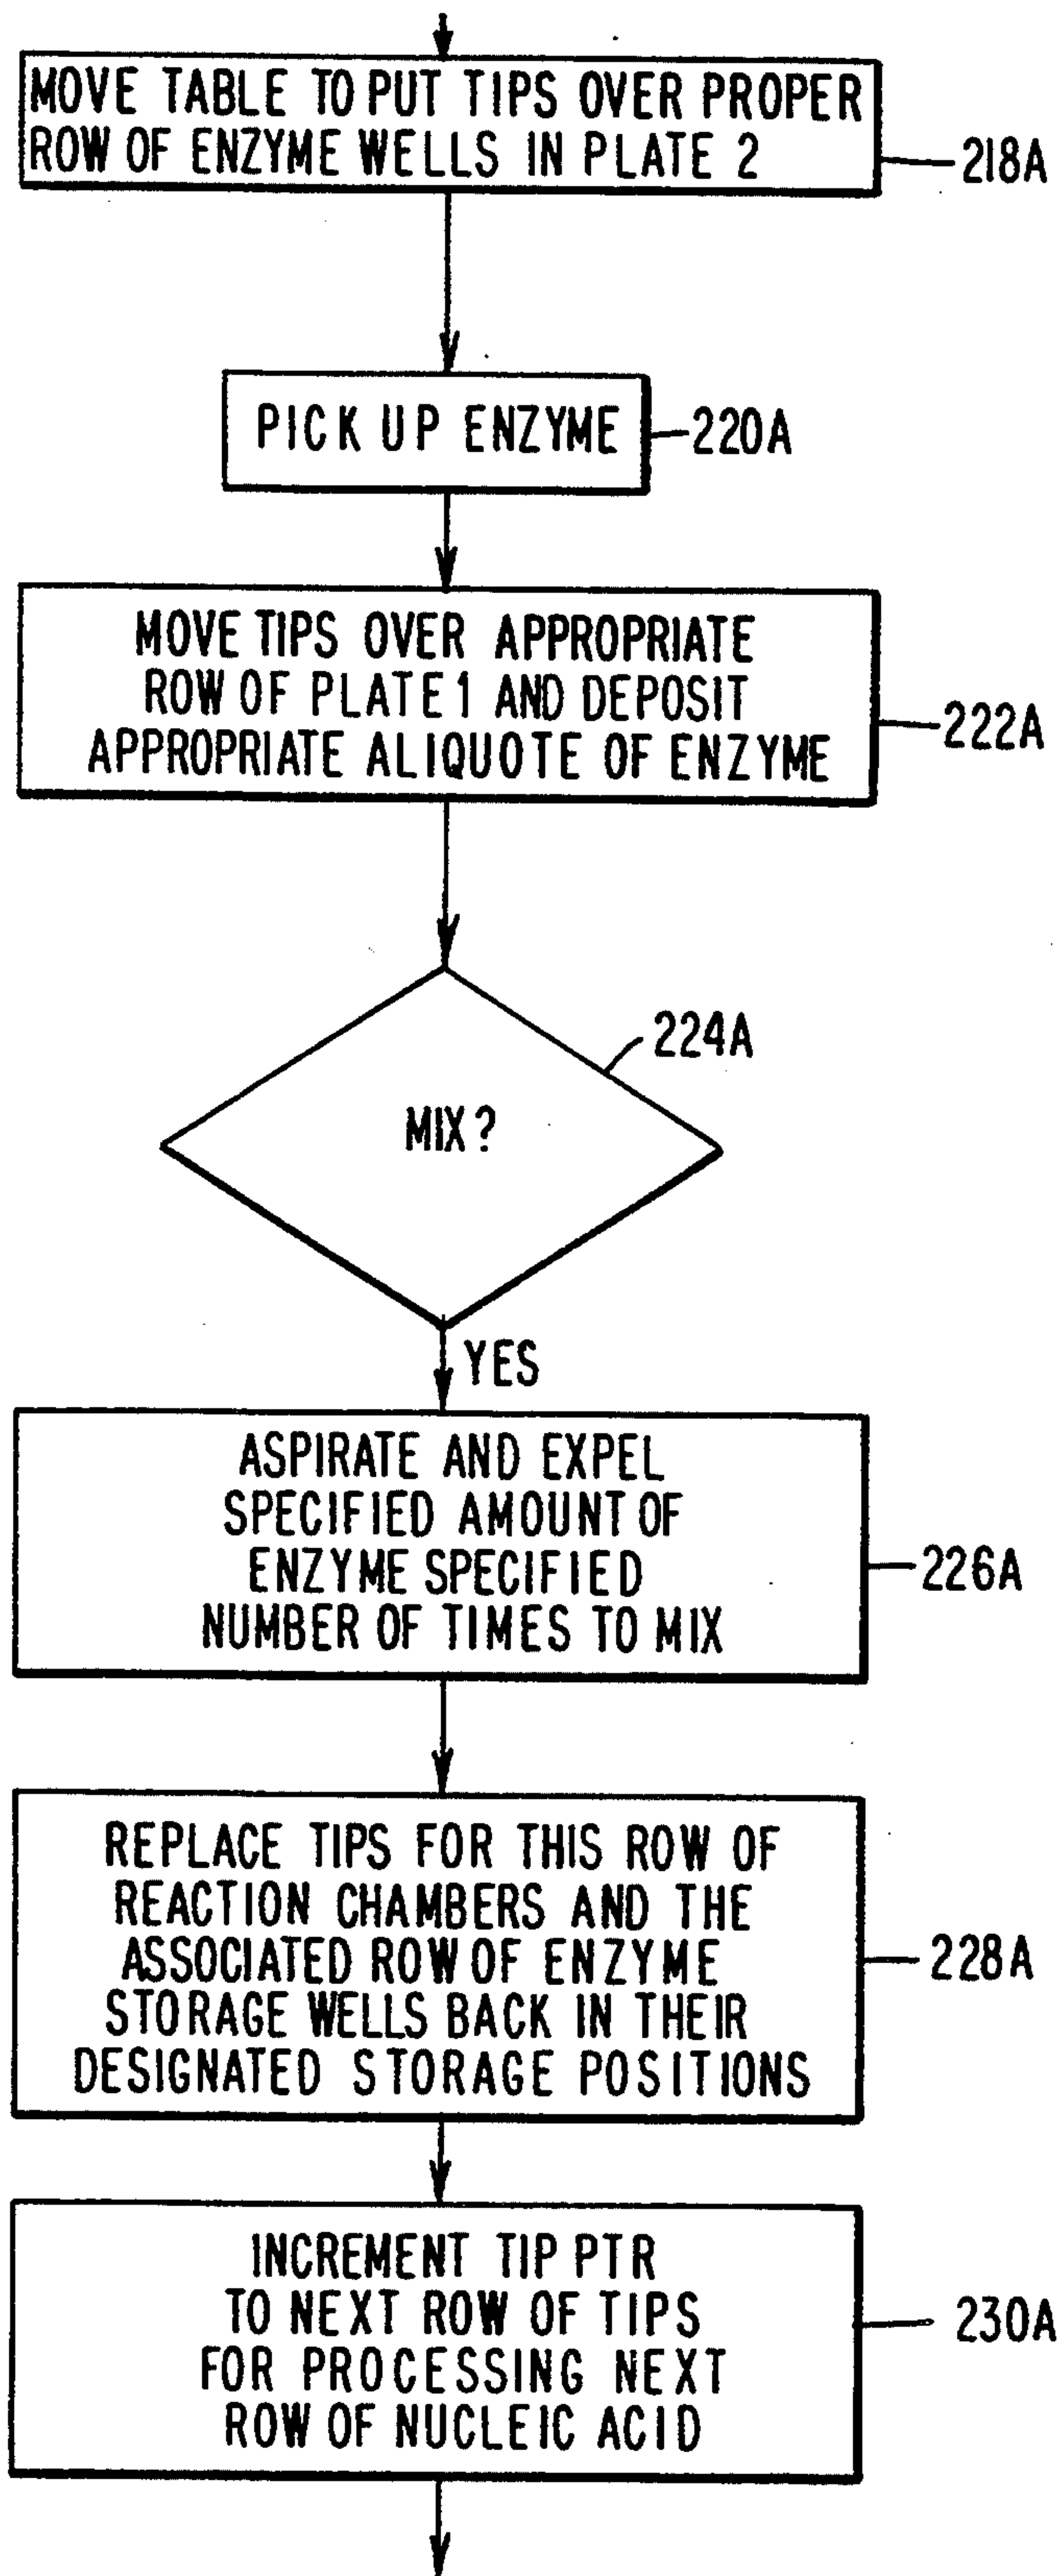 MOVE TABLE TO PUT TIPS OVER PROPER
ROW OF ENZYME WELLS IN PLATE 2
218A
PICK UP ENZYME
220A
MOVE TIPS OVER APPROPRIATE
ROW OF PLATE 1 AND DEPOSIT
APPROPRIATE ALIQUOTE OF ENZYME
222A
224A
MIX?
YES
ASPIRATE AND EXPEL
SPECIFIED AMOUNT OF
ENZYME SPECIFIED
NUMBER OF TIMES TO MIX
226A
REPLACE TIPS FOR THIS ROW OF
REACTION CHAMBERS AND THE
ASSOCIATED ROW OF ENZYME
STORAGE WELLS BACK IN THEIR
DESIGNATED STORAGE POSITIONS
228A
INCREMENT TIP PTR
TO NEXT ROW OF TIPS
FOR PROCESSING NEXT
ROW OF NUCLEIC ACID
230A